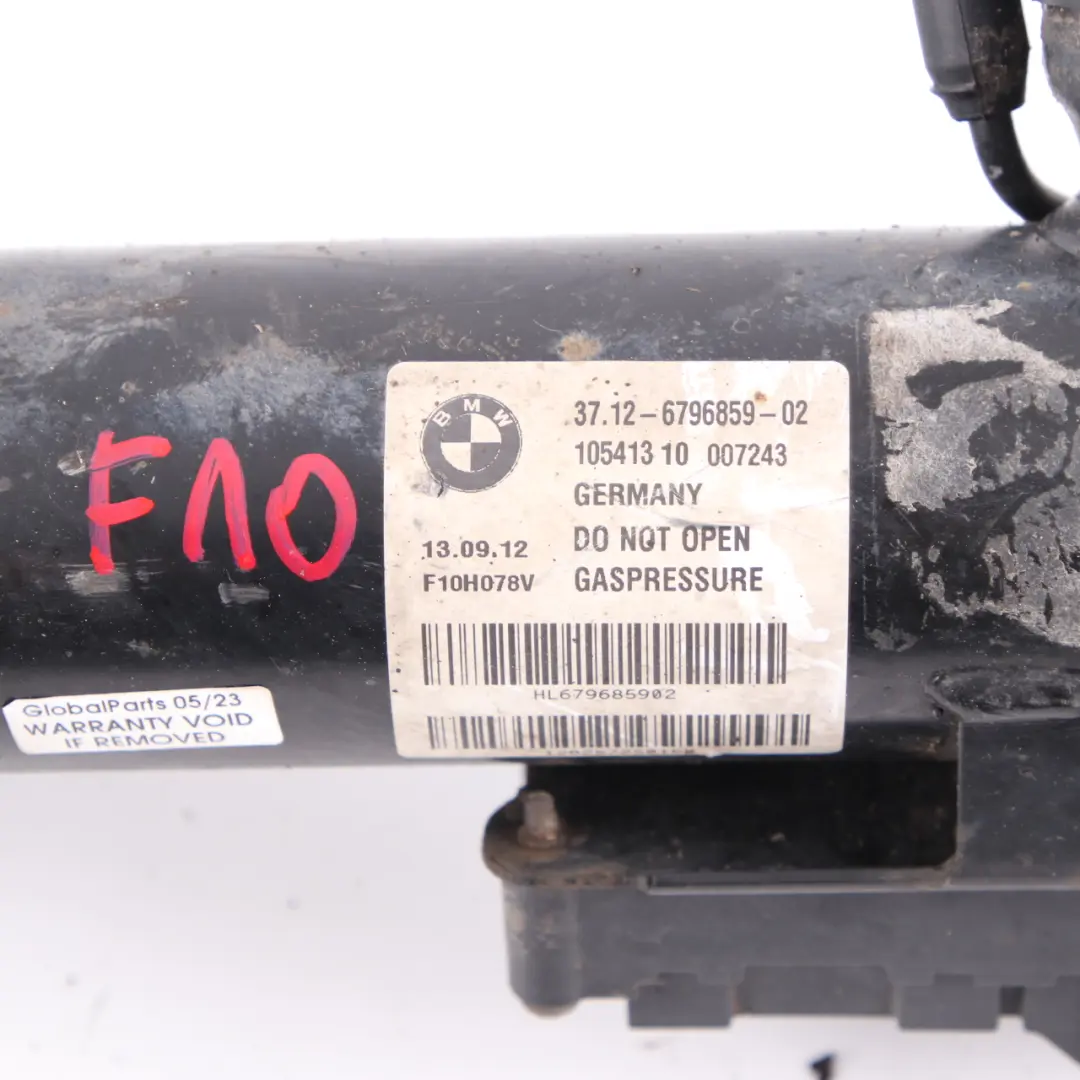 BMW
37.12-6796859-02
105413 10 007243
GERMANY
DO NOT OPEN
GASPRESSURE
13.09.12
F10H078V
HL679685902
F10
GlobalParts 05/23
WARRANTY VOID
IF REMOVED